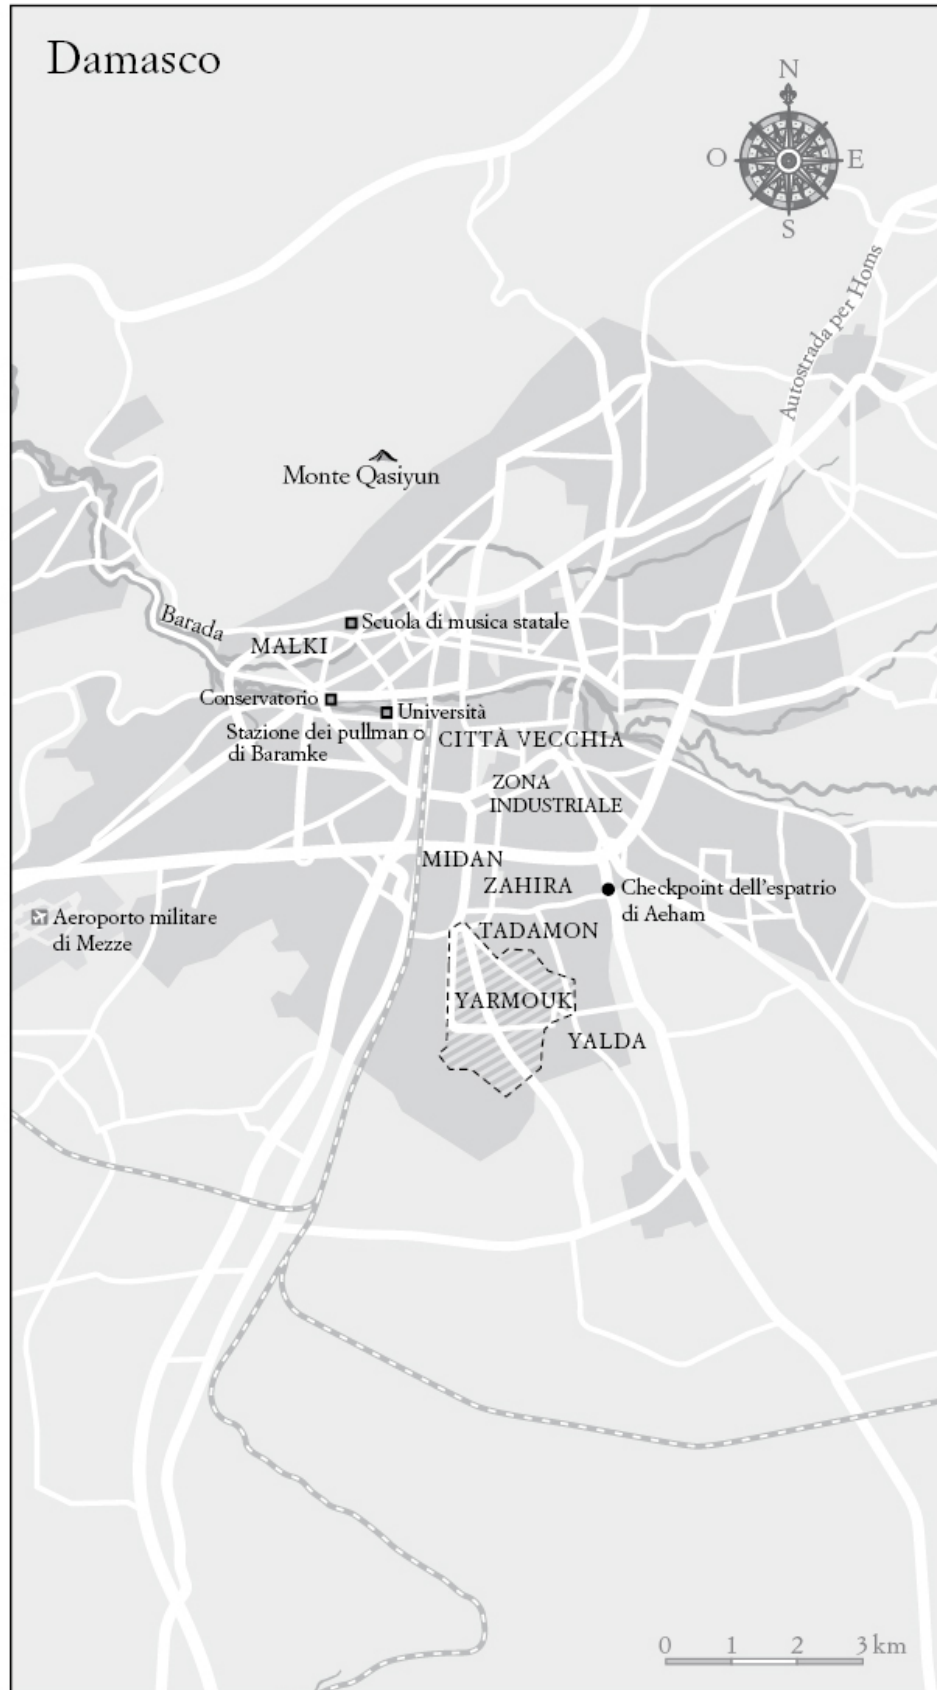 Damasco
N
O
E
S
Autostrada per Homs
Monte Qasiyun
Barada
Scuola di musica statale
MALKI
Conservatorio
Università
Stazione dei pullman
di Baramke
CITTÀ VECCHIA
ZONA
INDUSTRIALE
MIDAN
ZAHIRA
Checkpoint dell'espatrio
di Aeham
Aeroporto militare
di Mezze
TADAMON
YARMOUK
YALDA
0 1 2 3 km